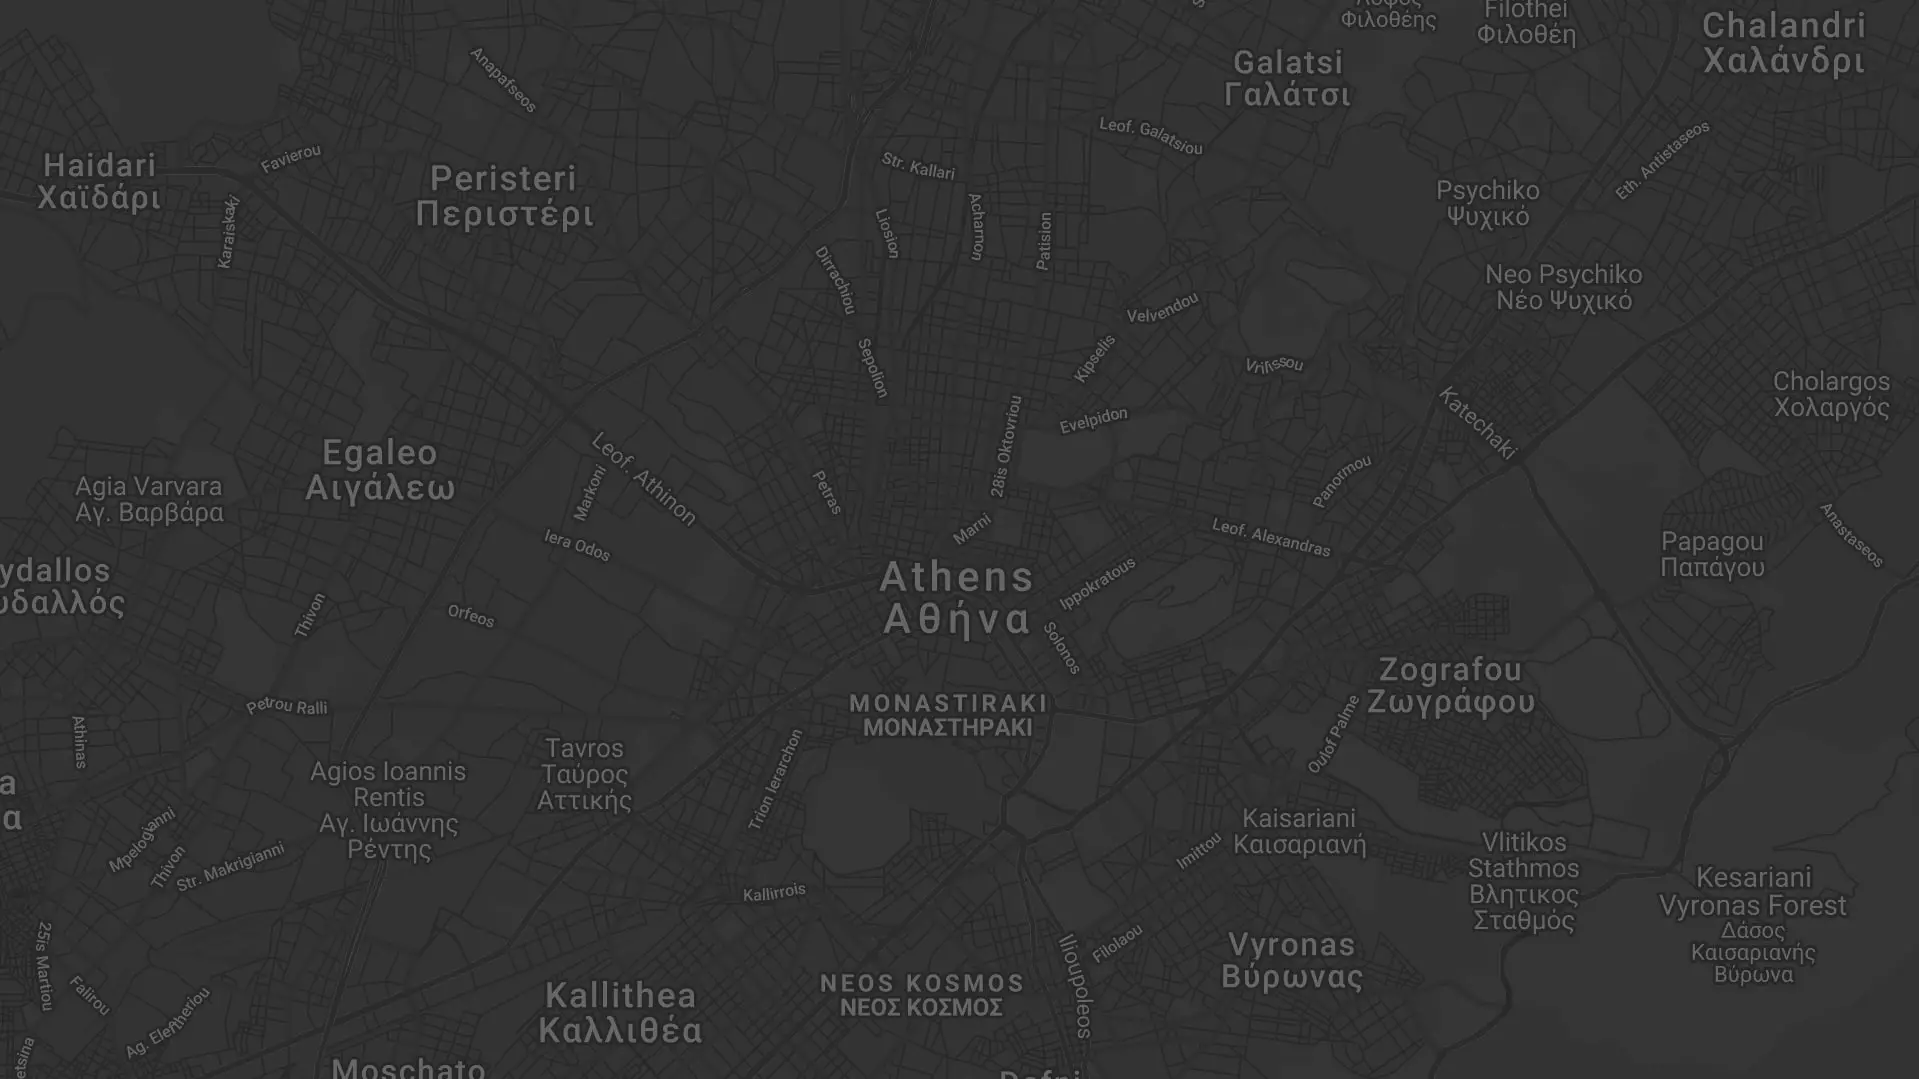 Φιλοθέης
Filothei
Φιλοθέη
Chalandri
Χαλάνδρι
Galatsi
Γαλάτσι
Anapafseos
Leof. Galatsiou
Eth. Antistaseos
Haidari
Χαϊδάρι
Favierou
Peristeri
Περιστέρι
Str. Kallari
Psychiko
Ψυχικό
Karaiskaki
Liosion
Acharnon
Patision
Dirrachiou
Neo Psychiko
Νέο Ψυχικό
Velvendou
Sepolion
Kipselis
Vrilissou
Cholargos
Χολαργός
Katechaki
Evelpidon
28is Oktovriou
Egaleo
Αιγάλεω
Leof. Athinon
Agia Varvara
Αγ. Βαρβάρα
Markoni
Petras
Panormou
Marni
Leof. Alexandras
Iera Odos
Papagou
Παπάγου
Anastaseos
Athens
Αθήνα
Ippokratous
Thivon
Orfeos
Solonos
Zografou
Ζωγράφου
Petrou Ralli
MONASTIRAKI
ΜΟΝΑΣΤΗΡΑΚΙ
Oulof Palme
Athinas
Tavros
Ταύρος
Αττικής
Agios Ioannis
Rentis
Αγ. Ιωάννης
Ρέντης
Trion Ierarchon
Kaisariani
Καισαριανή
Imittou
Mpelogianni
Thivon
Str. Makrigianni
Vlitikos
Stathmos
Βλητικος
Σταθμός
Kesariani
Vyronas Forest
Δάσος
Καισαριανής
Βύρωνα
Kallirrois
Filolaou
Ilioupoleos
Vyronas
Βύρωνας
25is Martiou
Falirou
Ag. Eleftheriou
NEOS KOSMOS
ΝΕΟΣ ΚΟΣΜΟΣ
Kallithea
Καλλιθέα
Moschato